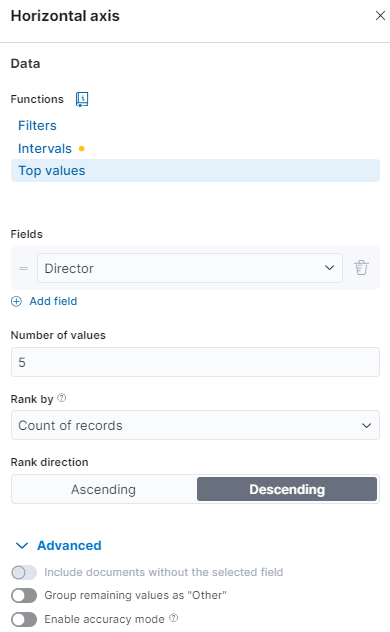 Horizontal axis
Data
Functions
Filters
Intervals
Top values
Fields
Director
Add field
Number of values
5
Rank by
Count of records
Rank direction
Ascending Descending
Advanced
Include documents without the selected field
Group remaining values as "Other"
Enable accuracy mode